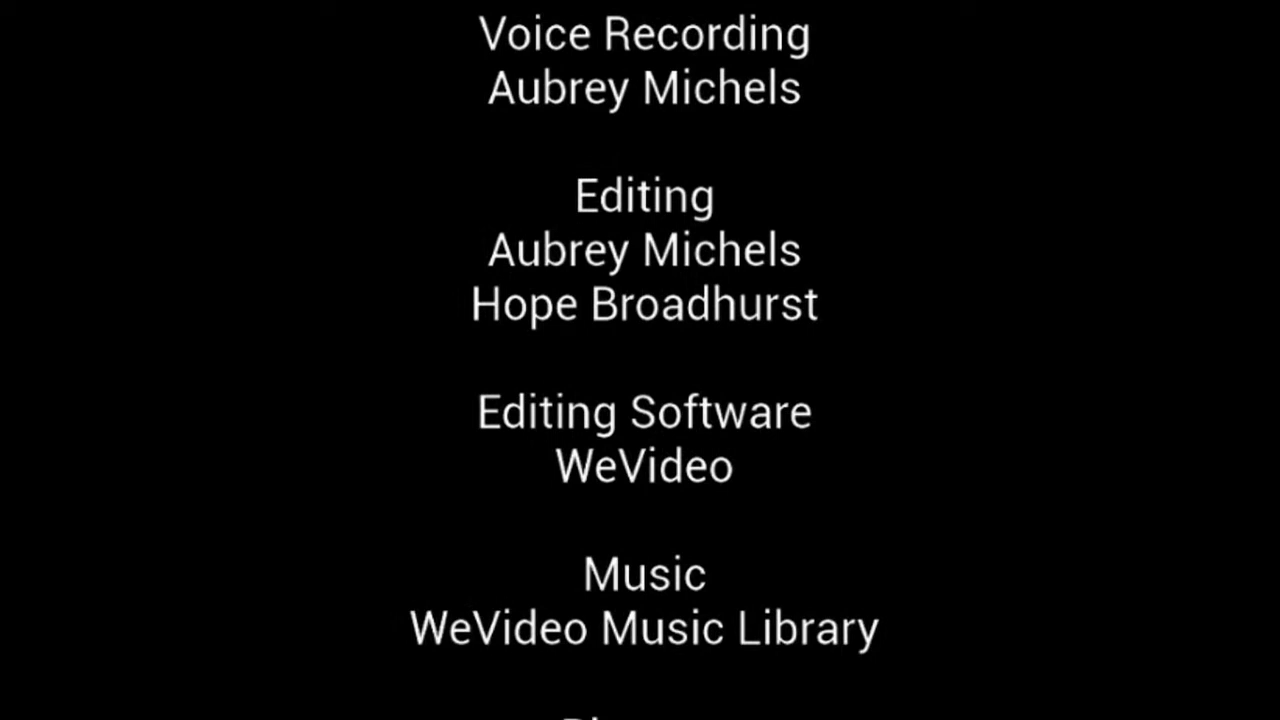 Voice Recording
Aubrey Michels
Editing
Aubrey Michels
Hope Broadhurst
Editing Software
WeVideo
Music
WeVideo Music Library